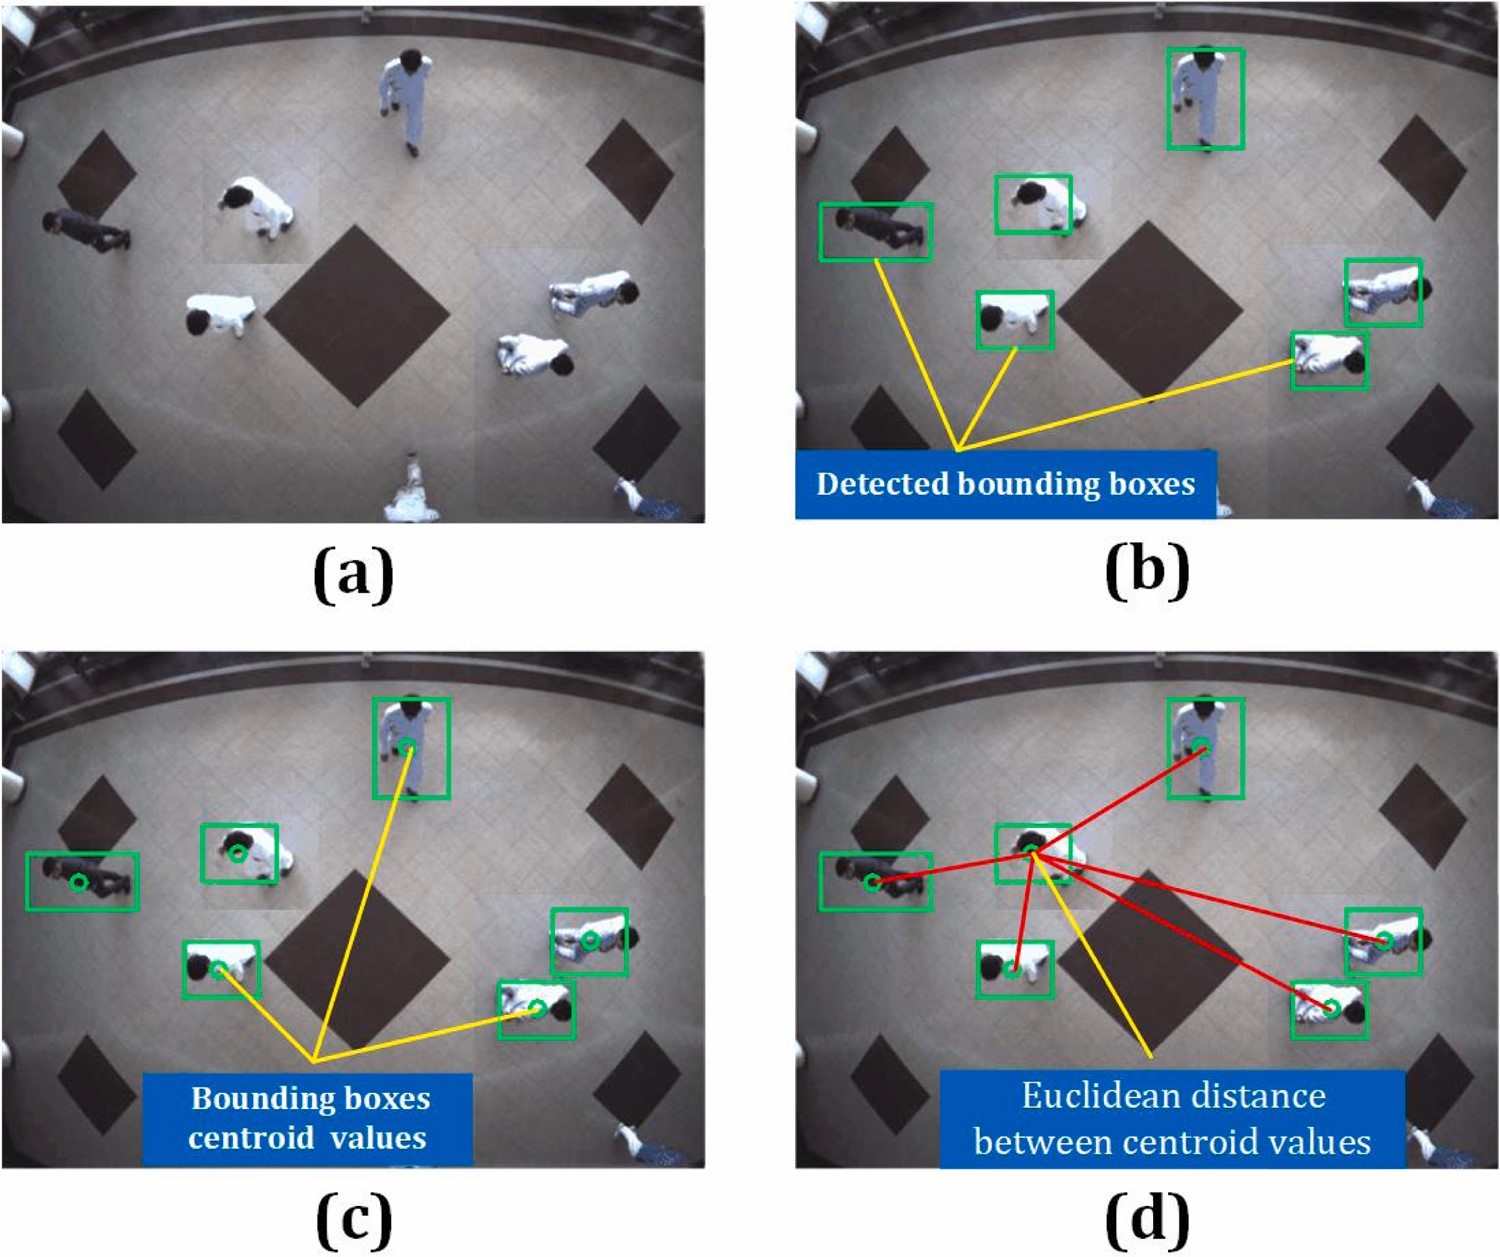 (a)
Detected bounding boxes
(b)
Bounding boxes
centroid values
(c)
Euclidean distance
between centroid values
(d)